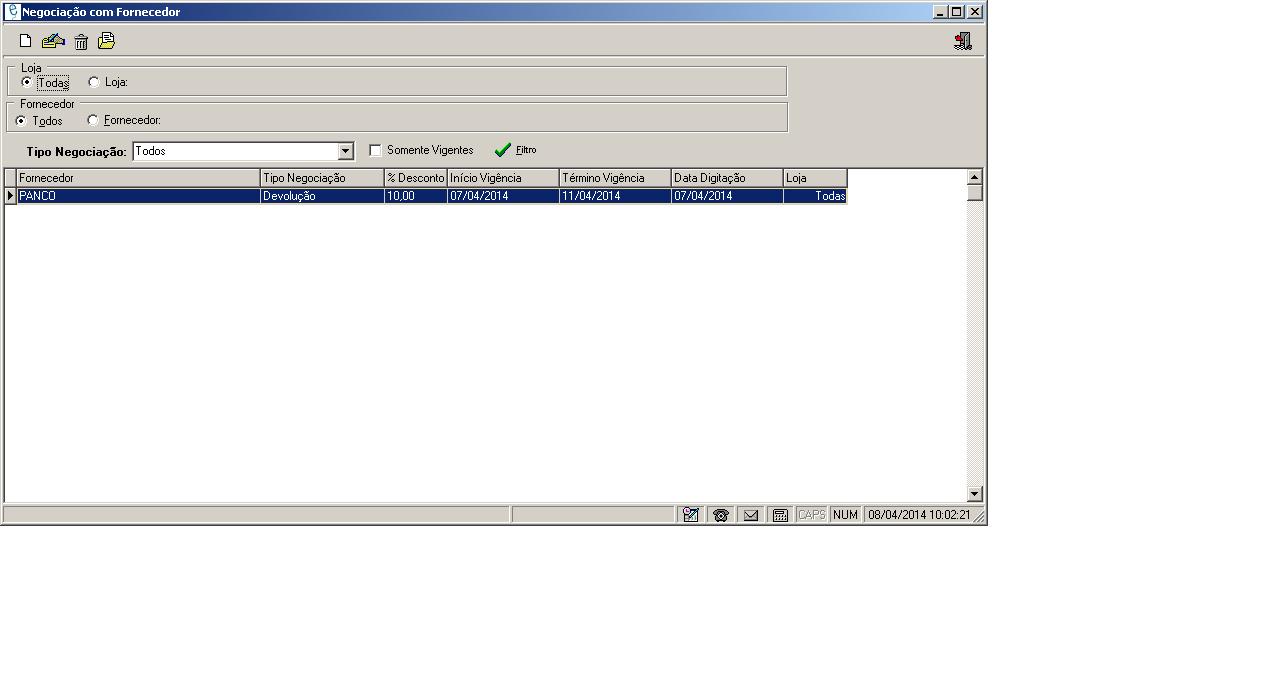 Negociação com Fornecedor
Loja
Todas Loja:
Fornecedor
Todos Fornecedor:
Tipo Negociação: Todos Somente Vigentes Filtro
Fornecedor Tipo Negociação % Desconto Início Vigência Término Vigência Data Digitação Loja
PANCO Devolução 10,00 07/04/2014 11/04/2014 07/04/2014 Todas
CAPS NUM 08/04/2014 10:02:21